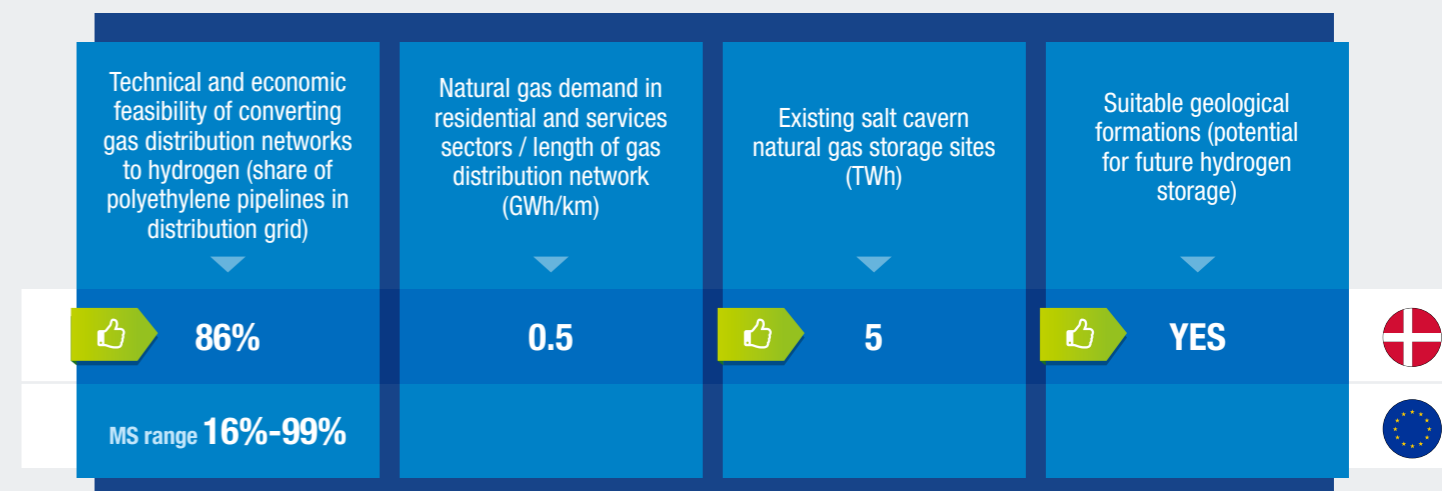 Technical and economic
feasibility of converting
gas distribution networks
to hydrogen (share of
polyethylene pipelines in
distribution grid)
Natural gas demand in
residential and services
sectors / length of gas
distribution network
(GWh/km)
Existing salt cavern
natural gas storage sites
(TWh)
Suitable geological
formations (potential
for future hydrogen
storage)
86%
0.5
5
YES
MS range 16%-99%